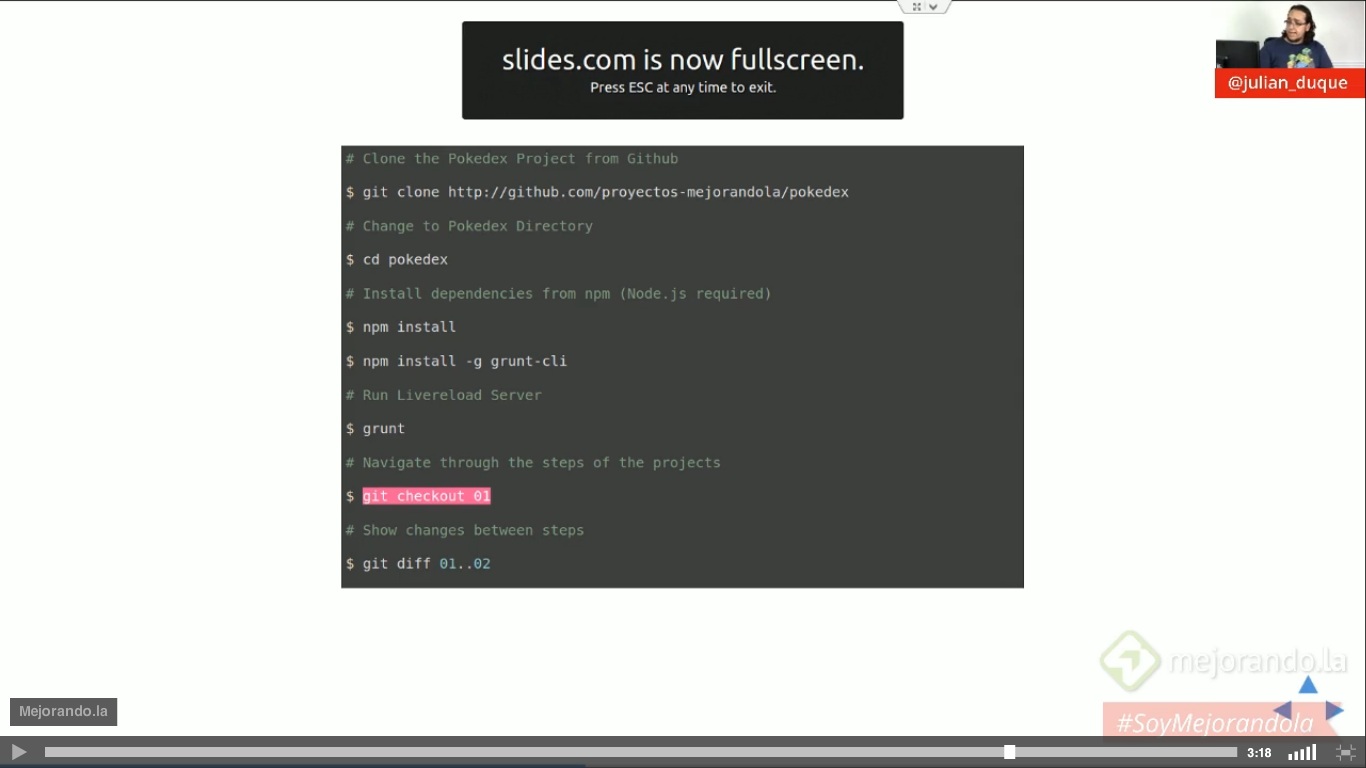 slides.com is now fullscreen.
Press ESC at any time to exit.
@julian_duque
# Clone the Pokedex Project from Github
$ git clone http://github.com/proyectos-mejorandola/pokedex
# Change to Pokedex Directory
$ cd pokedex
# Install dependencies from npm (Node.js required)
$ npm install
$ npm install -g grunt-cli
# Run Livereload Server
$ grunt
# Navigate through the steps of the projects
$ git checkout 01
# Show changes between steps
$ git diff 01..02
mejorando.la
Mejorando.la
#SoyMejorandola
3:18